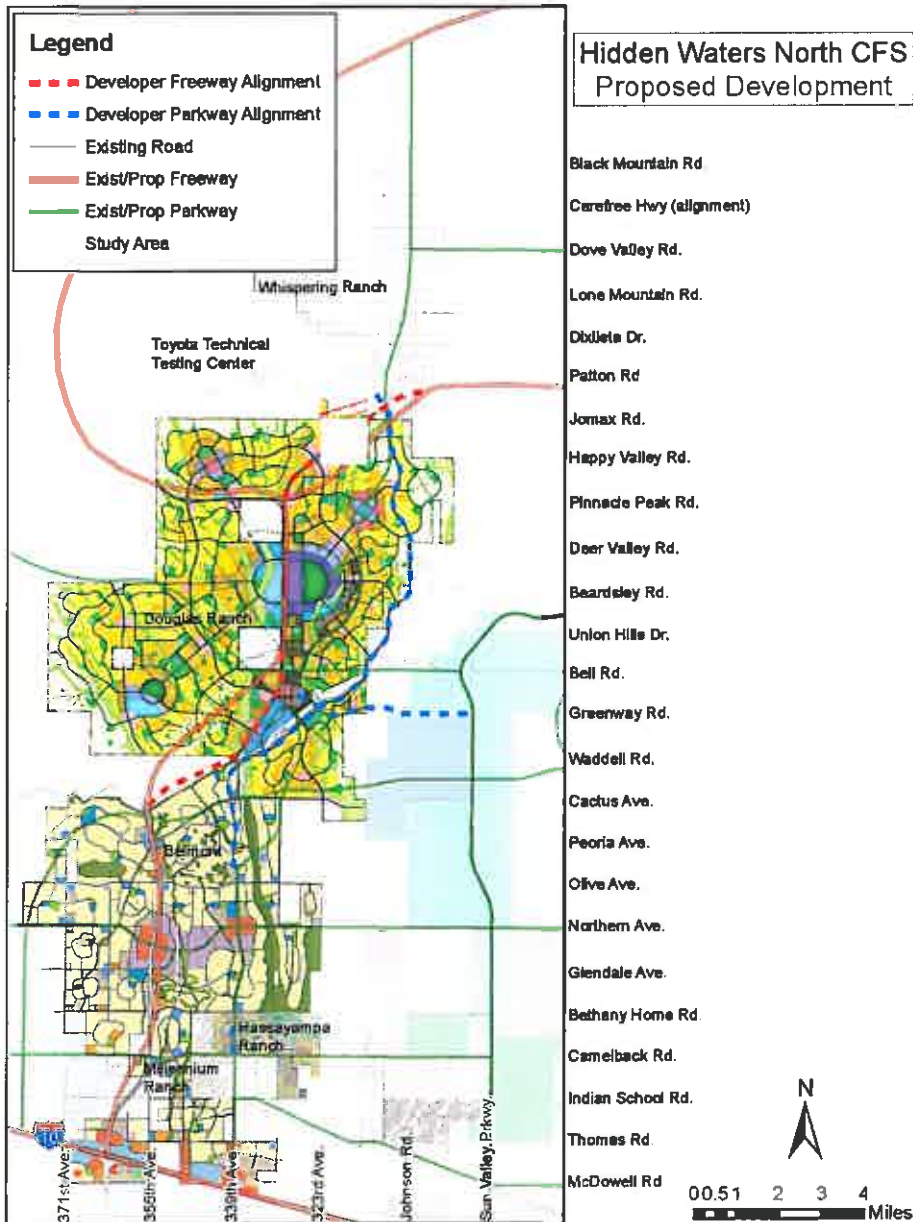 Legend
Developer Freeway Alignment
Developer Parkway Alignment
Existing Road
Exist/Prop Freeway
Exist/Prop Parkway
Study Area
Hidden Waters North CFS
Proposed Development
Black Mountain Rd
Carefree Hwy (alignment)
Dove Valley Rd.
Lone Mountain Rd.
Dixileta Dr.
Patton Rd
Jomax Rd.
Happy Valley Rd.
Pinnacle Peak Rd.
Deer Valley Rd.
Beardsley Rd.
Union Hills Dr.
Bell Rd.
Greenway Rd.
Waddell Rd.
Cactus Ave.
Peoria Ave.
Olive Ave.
Northern Ave.
Glendale Ave.
Bethany Home Rd
Camelback Rd.
Indian School Rd.
Thomas Rd
McDowell Rd
Whispering Ranch
Toyota Technical
Testing Center
Douglas Ranch
Belmont
Hassayampa
Ranch
Melennium
Ranch
10
371st Ave.
355th Ave.
339th Ave.
323rd Ave.
Johnson Rd.
Sun Valley Prkwy.
N
0 0.5 1 2 3 4
Miles